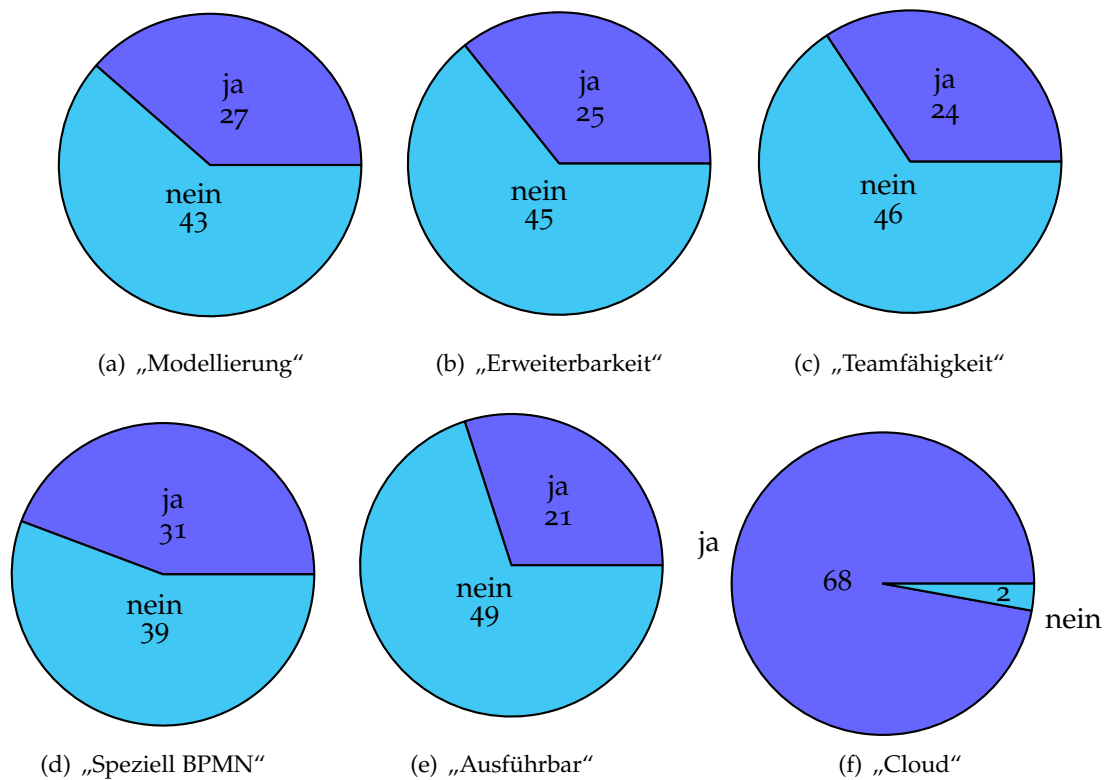 ja
27
nein
43
(a) „Modellierung“
ja
25
nein
45
(b) „Erweiterbarkeit“
ja
24
nein
46
(c) „Teamfähigkeit“
ja
31
nein
39
(d) „Speziell BPMN“
ja
21
nein
49
(e) „Ausführbar“
ja
68
2
nein
(f) „Cloud“